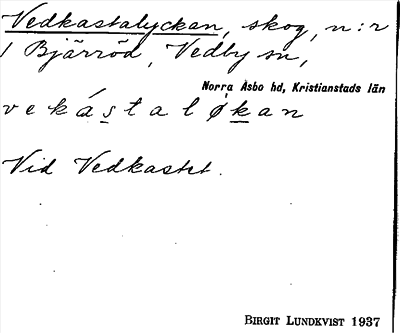 Vedkastalyckan, skog, n:r
1 Bjärröd, Vedby sn,
Norra Åsbo hd, Kristianstads län
vekástaløkan
Vid Vedkastet.
BIRGIT LUNDKVIST 1937